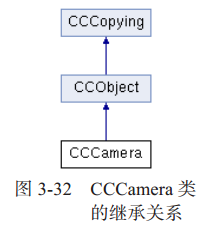 CCCopying
CCObject
CCCamera
图 3-32 CCCamera 类
的继承关系